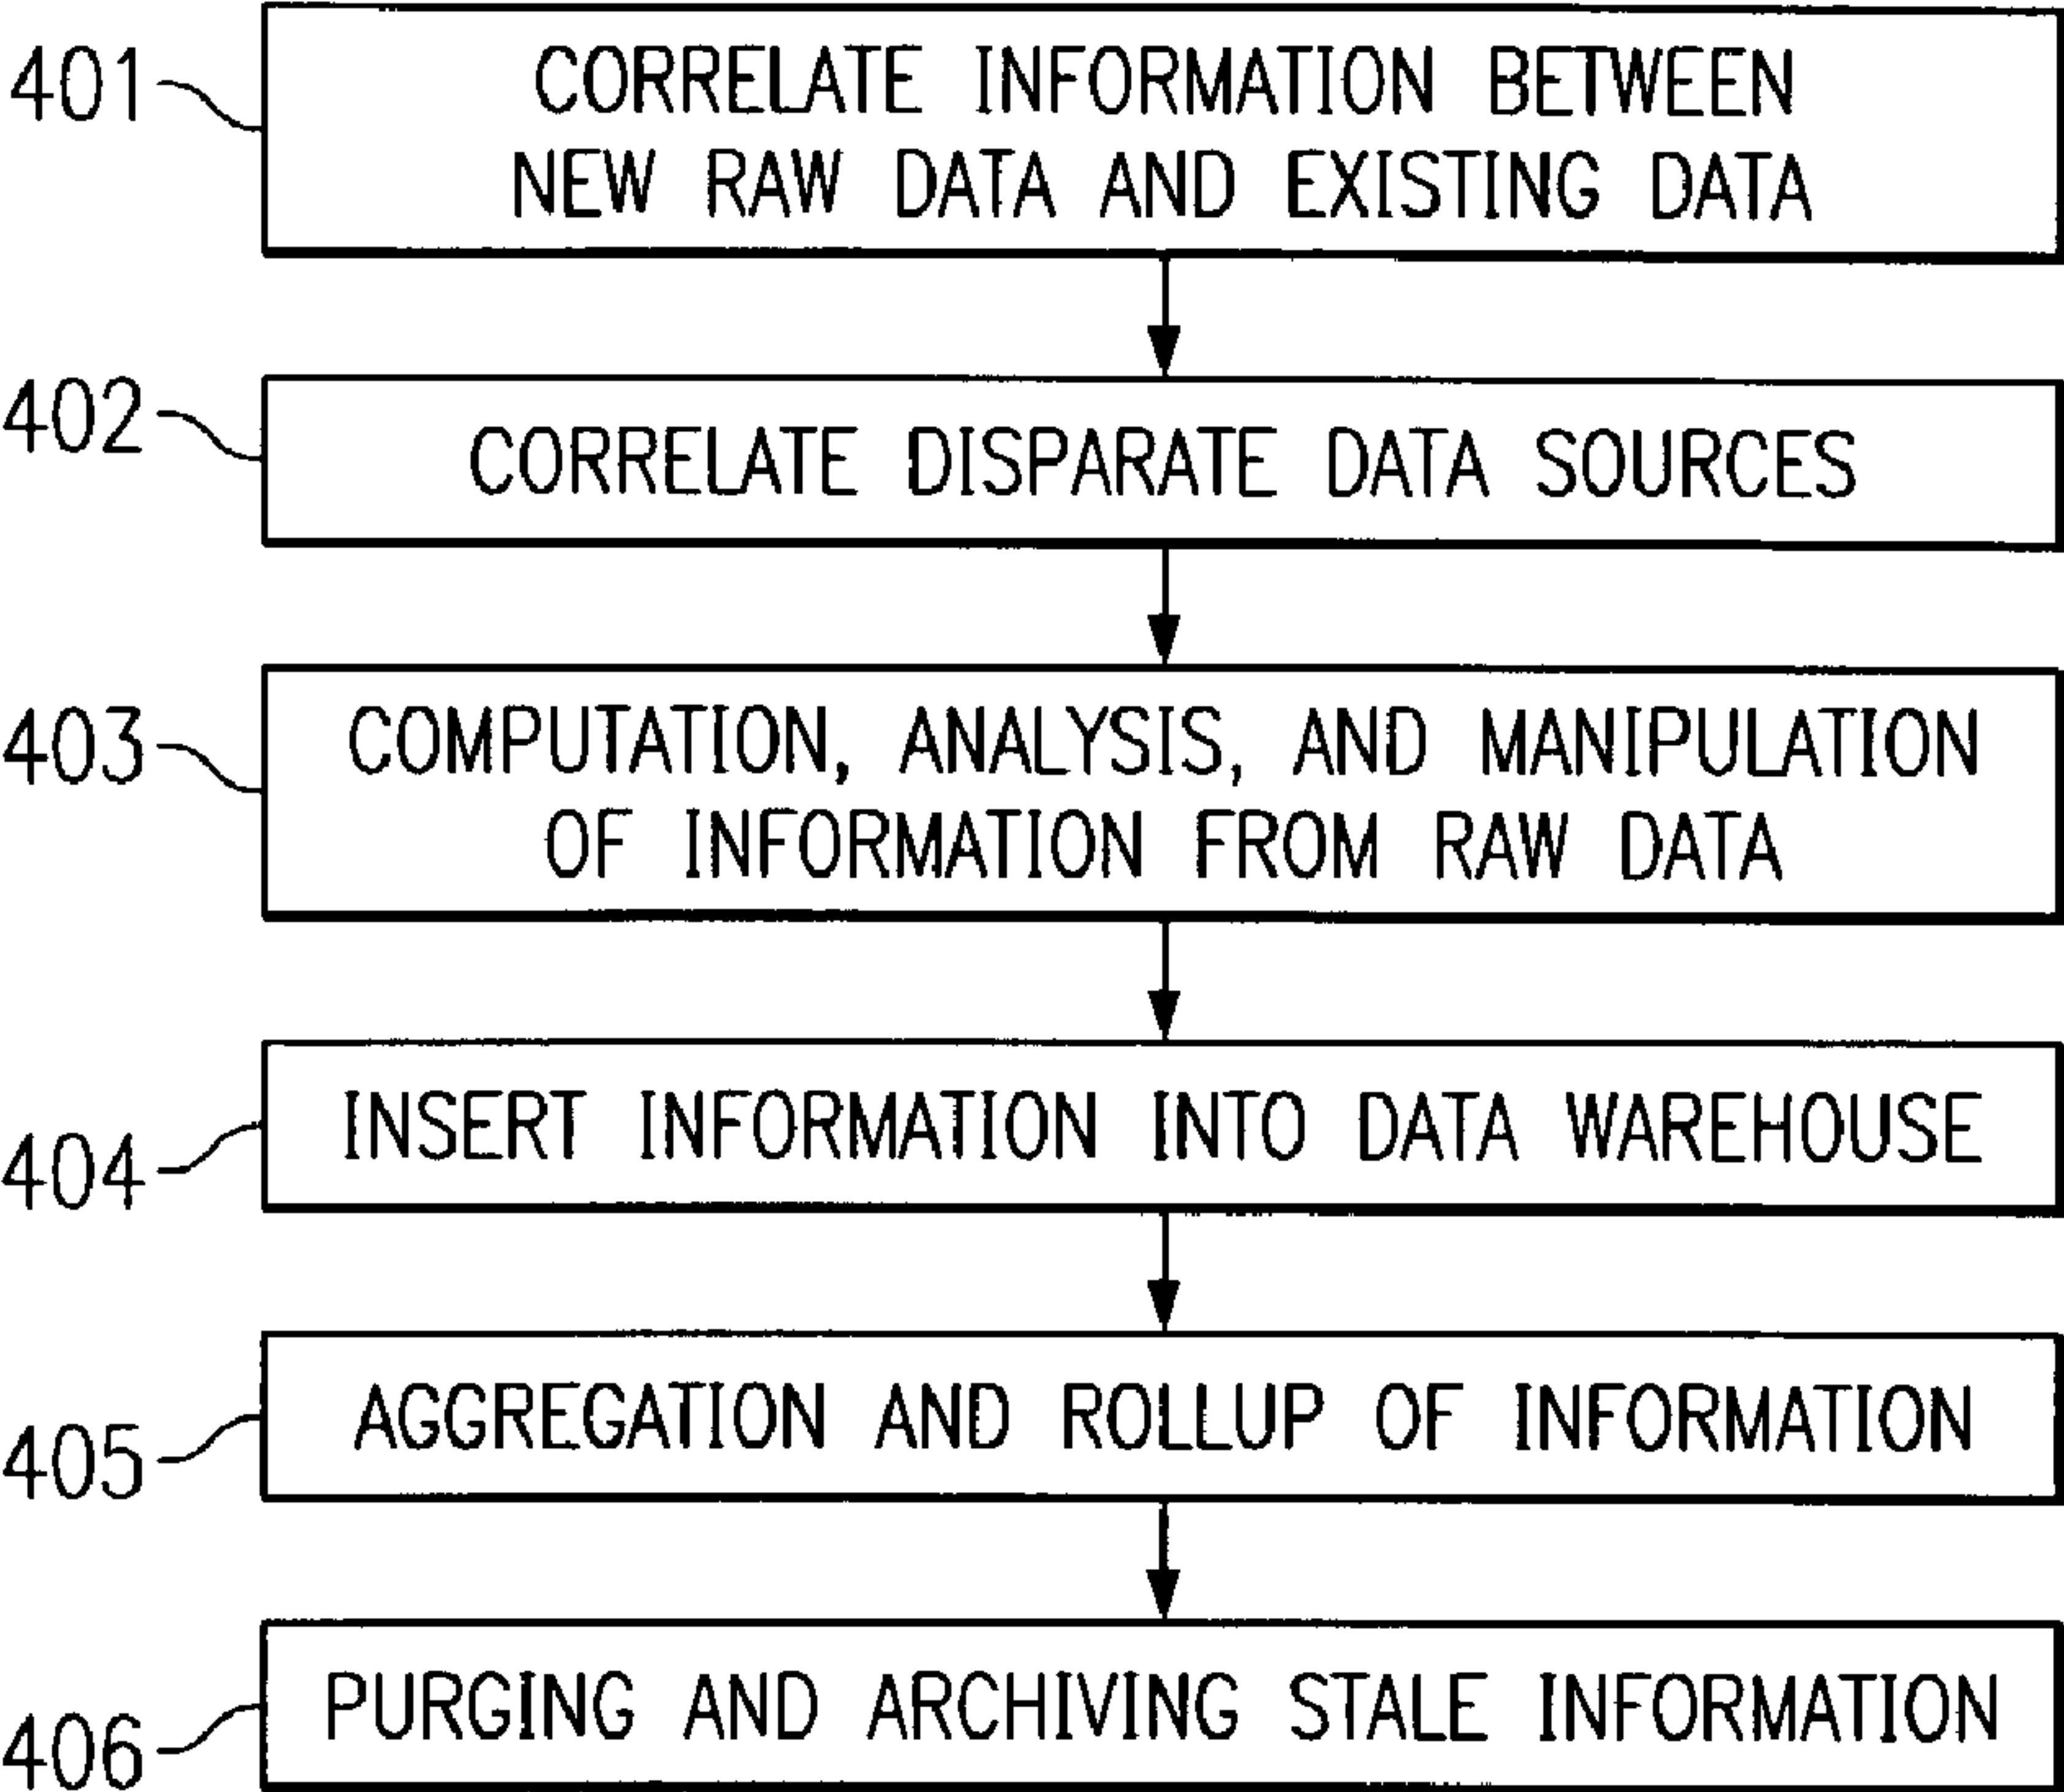 401
CORRELATE INFORMATION BETWEEN
NEW RAW DATA AND EXISTING DATA
402
CORRELATE DISPARATE DATA SOURCES
403
COMPUTATION, ANALYSIS, AND MANIPULATION
OF INFORMATION FROM RAW DATA
404
INSERT INFORMATION INTO DATA WAREHOUSE
405
AGGREGATION AND ROLLUP OF INFORMATION
406
PURGING AND ARCHIVING STALE INFORMATION